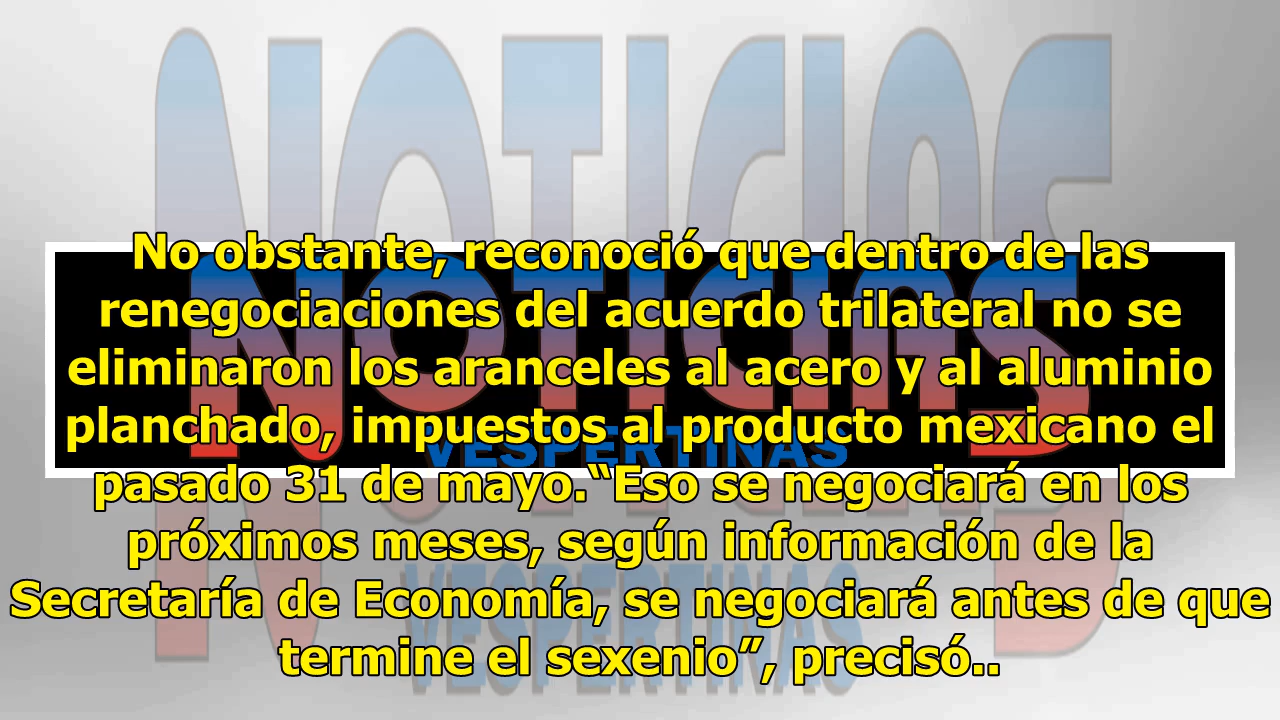 NOTICIAS
No obstante, reconoció que dentro de las
renegociaciones del acuerdo trilateral no se
eliminaron los aranceles al acero y al aluminio
planchado, impuestos al producto mexicano el
pasado 31 de mayo.“Eso se negociará en los
próximos meses, según información de la
Secretaría de Economía, se negociará antes de que
termine el sexenio”, precisó..
NOTICIAS
VESPERTINAS
VESPERTINAS